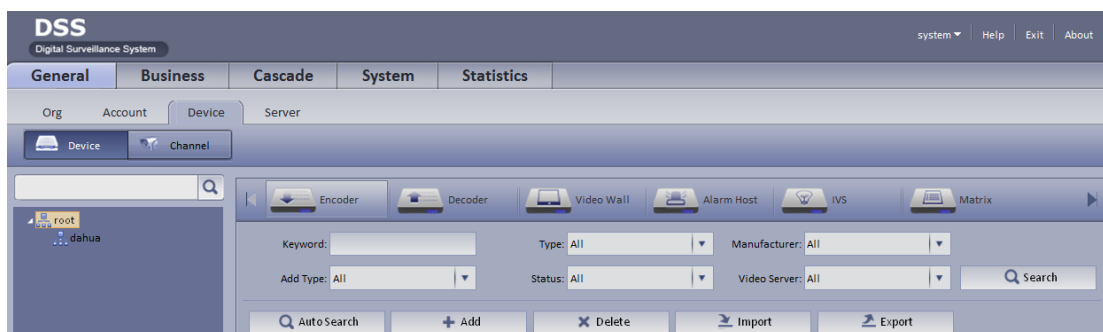 DSS
Digital Surveillance System
system Help Exit About
General Business Cascade System Statistics
Org Account Device Server
Device Channel
root
dahua
Encoder Decoder Video Wall Alarm Host IVS Matrix
Keyword: Type: All Manufacturer: All
Add Type: All Status: All Video Server: All Search
Auto Search Add Delete Import Export